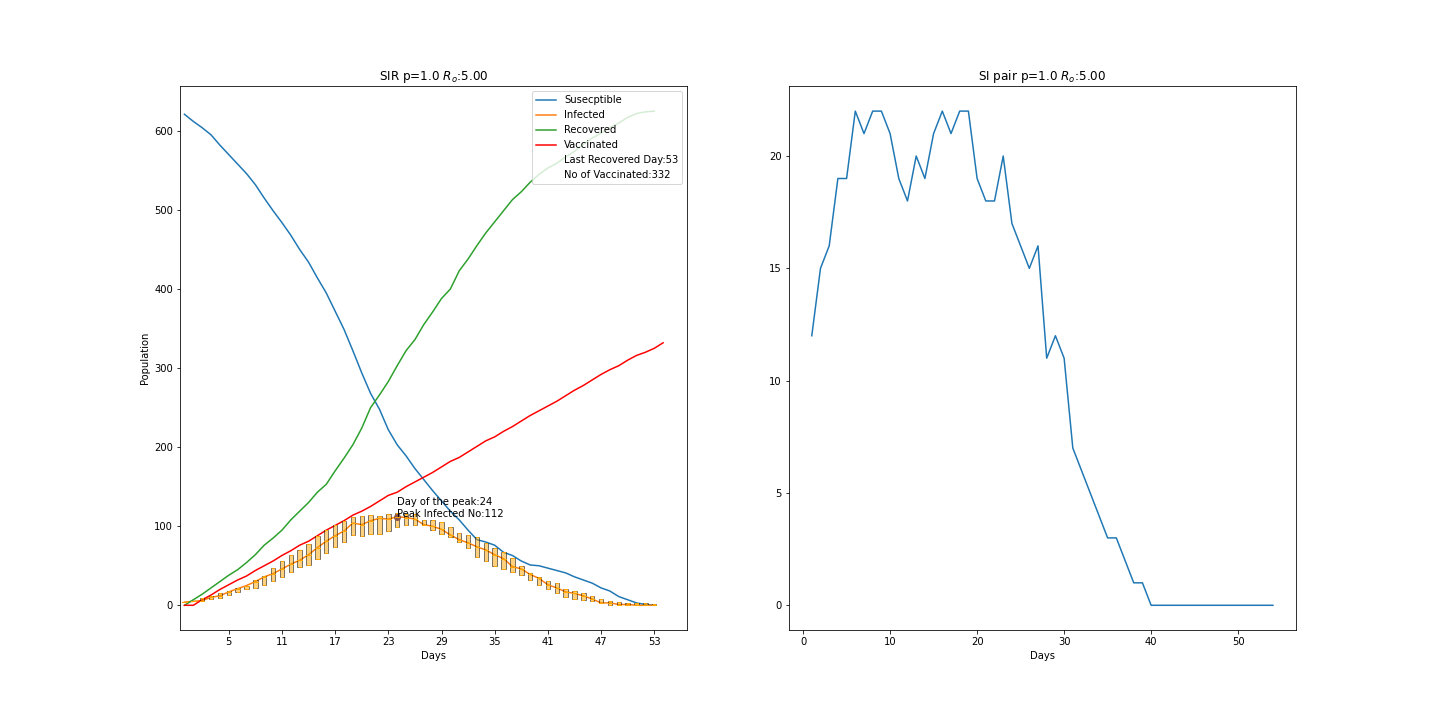 SIR p=1.0 Ro:5.00
Susecptible
Infected
Recovered
Vaccinated
Last Recovered Day:53
No of Vaccinated:332
600
500
400
300
200
100
0
Population
Day of the peak:24
Peak Infected No:112
5 11 17 23 29 35 41 47 53
Days
SI pair p=1.0 Ro:5.00
20
15
10
5
0
0 10 20 30 40 50
Days